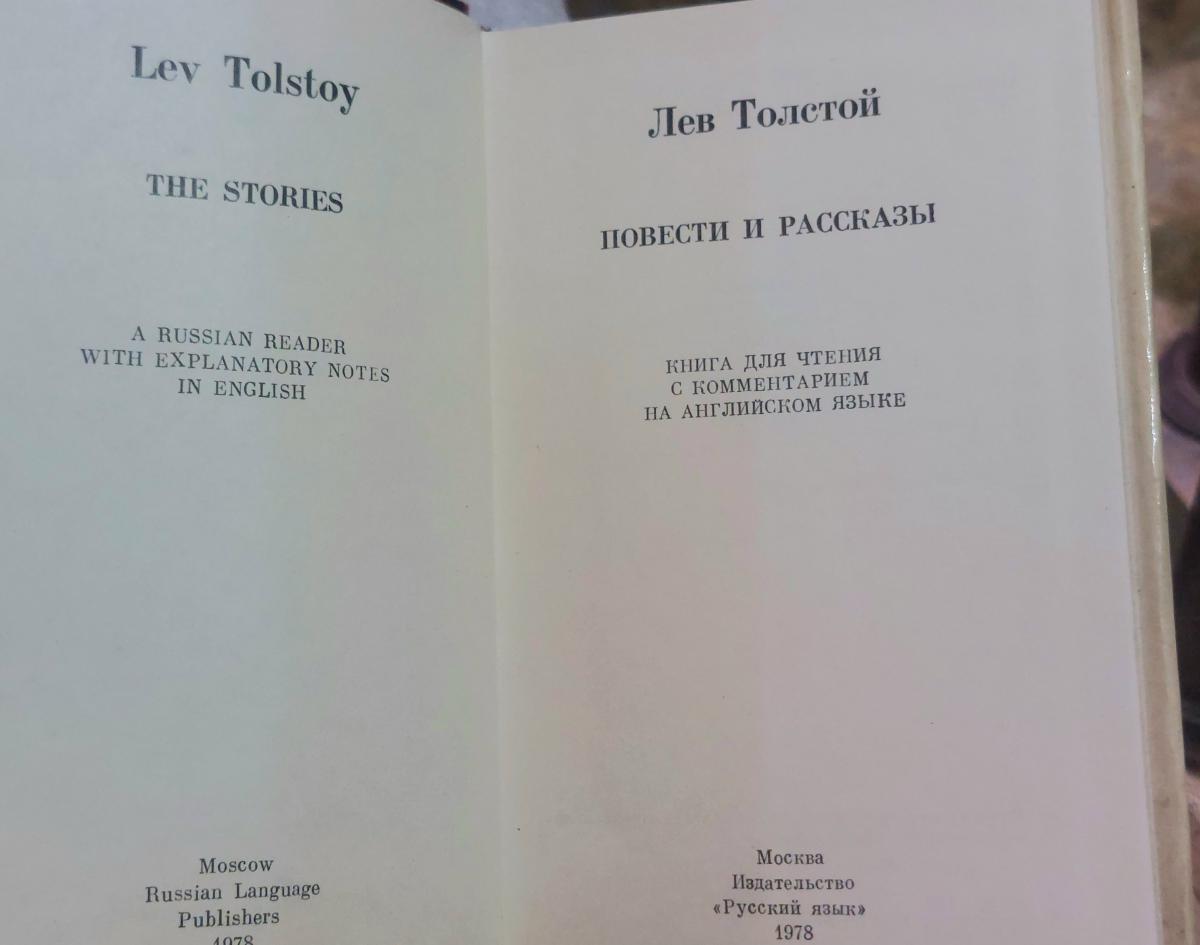 Lev Tolstoy
THE STORIES
A RUSSIAN READER
WITH EXPLANATORY NOTES
IN ENGLISH
Moscow
Russian Language
Publishers
1978
Лев Толстой
ПОВЕСТИ И РАССКАЗЫ
КНИГА ДЛЯ ЧТЕНИЯ
С КОММЕНТАРИЕМ
НА АНГЛИЙСКОМ ЯЗЫКЕ
Москва
Издательство
«Русский язык»
1978